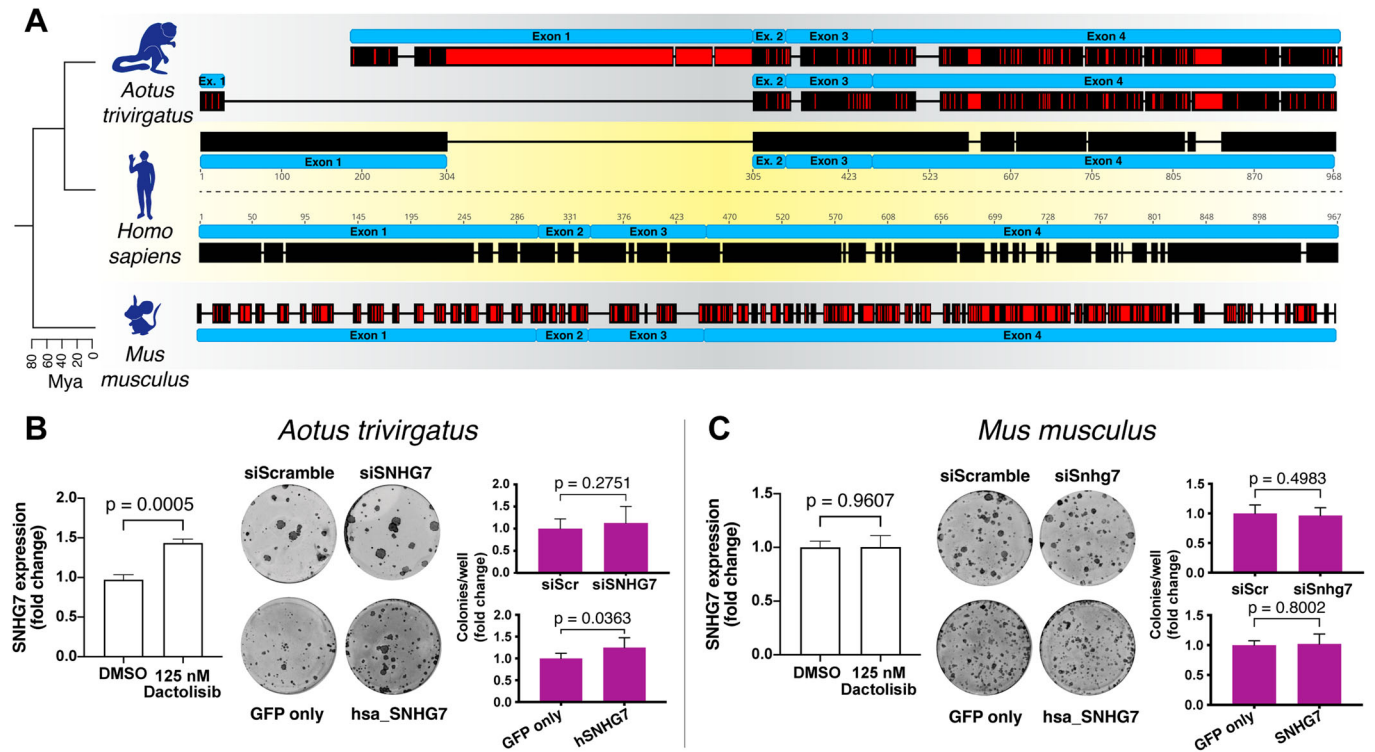 A
Exon 1 Ex. 2 Exon 3 Exon 4
Ex. 1 Ex. 2 Exon 3 Exon 4
Aotus
trivirgatus
Exon 1 Ex. 2 Exon 3 Exon 4
1 100 200 304 305 423 523 607 705 805 870 968
1 50 95 145 195 245 286 331 376 423 470 520 570 608 656 699 728 767 801 848 898 967
Homo
sapiens
Exon 1 Exon 2 Exon 3 Exon 4
Exon 1 Exon 2 Exon 3 Exon 4
Mus
musculus
80 60 40 20 0
Mya
B
Aotus trivirgatus
SNHG7 expression
(fold change)
2.0
1.5
1.0
0.5
0.0
p = 0.0005
DMSO 125 nM
Dactolisib
siScramble siSNHG7
GFP only hsa_SNHG7
Colonies/well
(fold change)
2.0
1.5
1.0
0.5
0.0
p = 0.2751
siScr siSNHG7
2.0
1.5
1.0
0.5
0.0
p = 0.0363
GFP only hSNHG7
C
Mus musculus
SNHG7 expression
(fold change)
1.5
1.0
0.5
0.0
p = 0.9607
DMSO 125 nM
Dactolisib
siScramble siSnhg7
GFP only hsa_SNHG7
Colonies/well
(fold change)
1.5
1.0
0.5
0.0
p = 0.4983
siScr siSnhg7
1.5
1.0
0.5
0.0
p = 0.8002
GFP only SNHG7